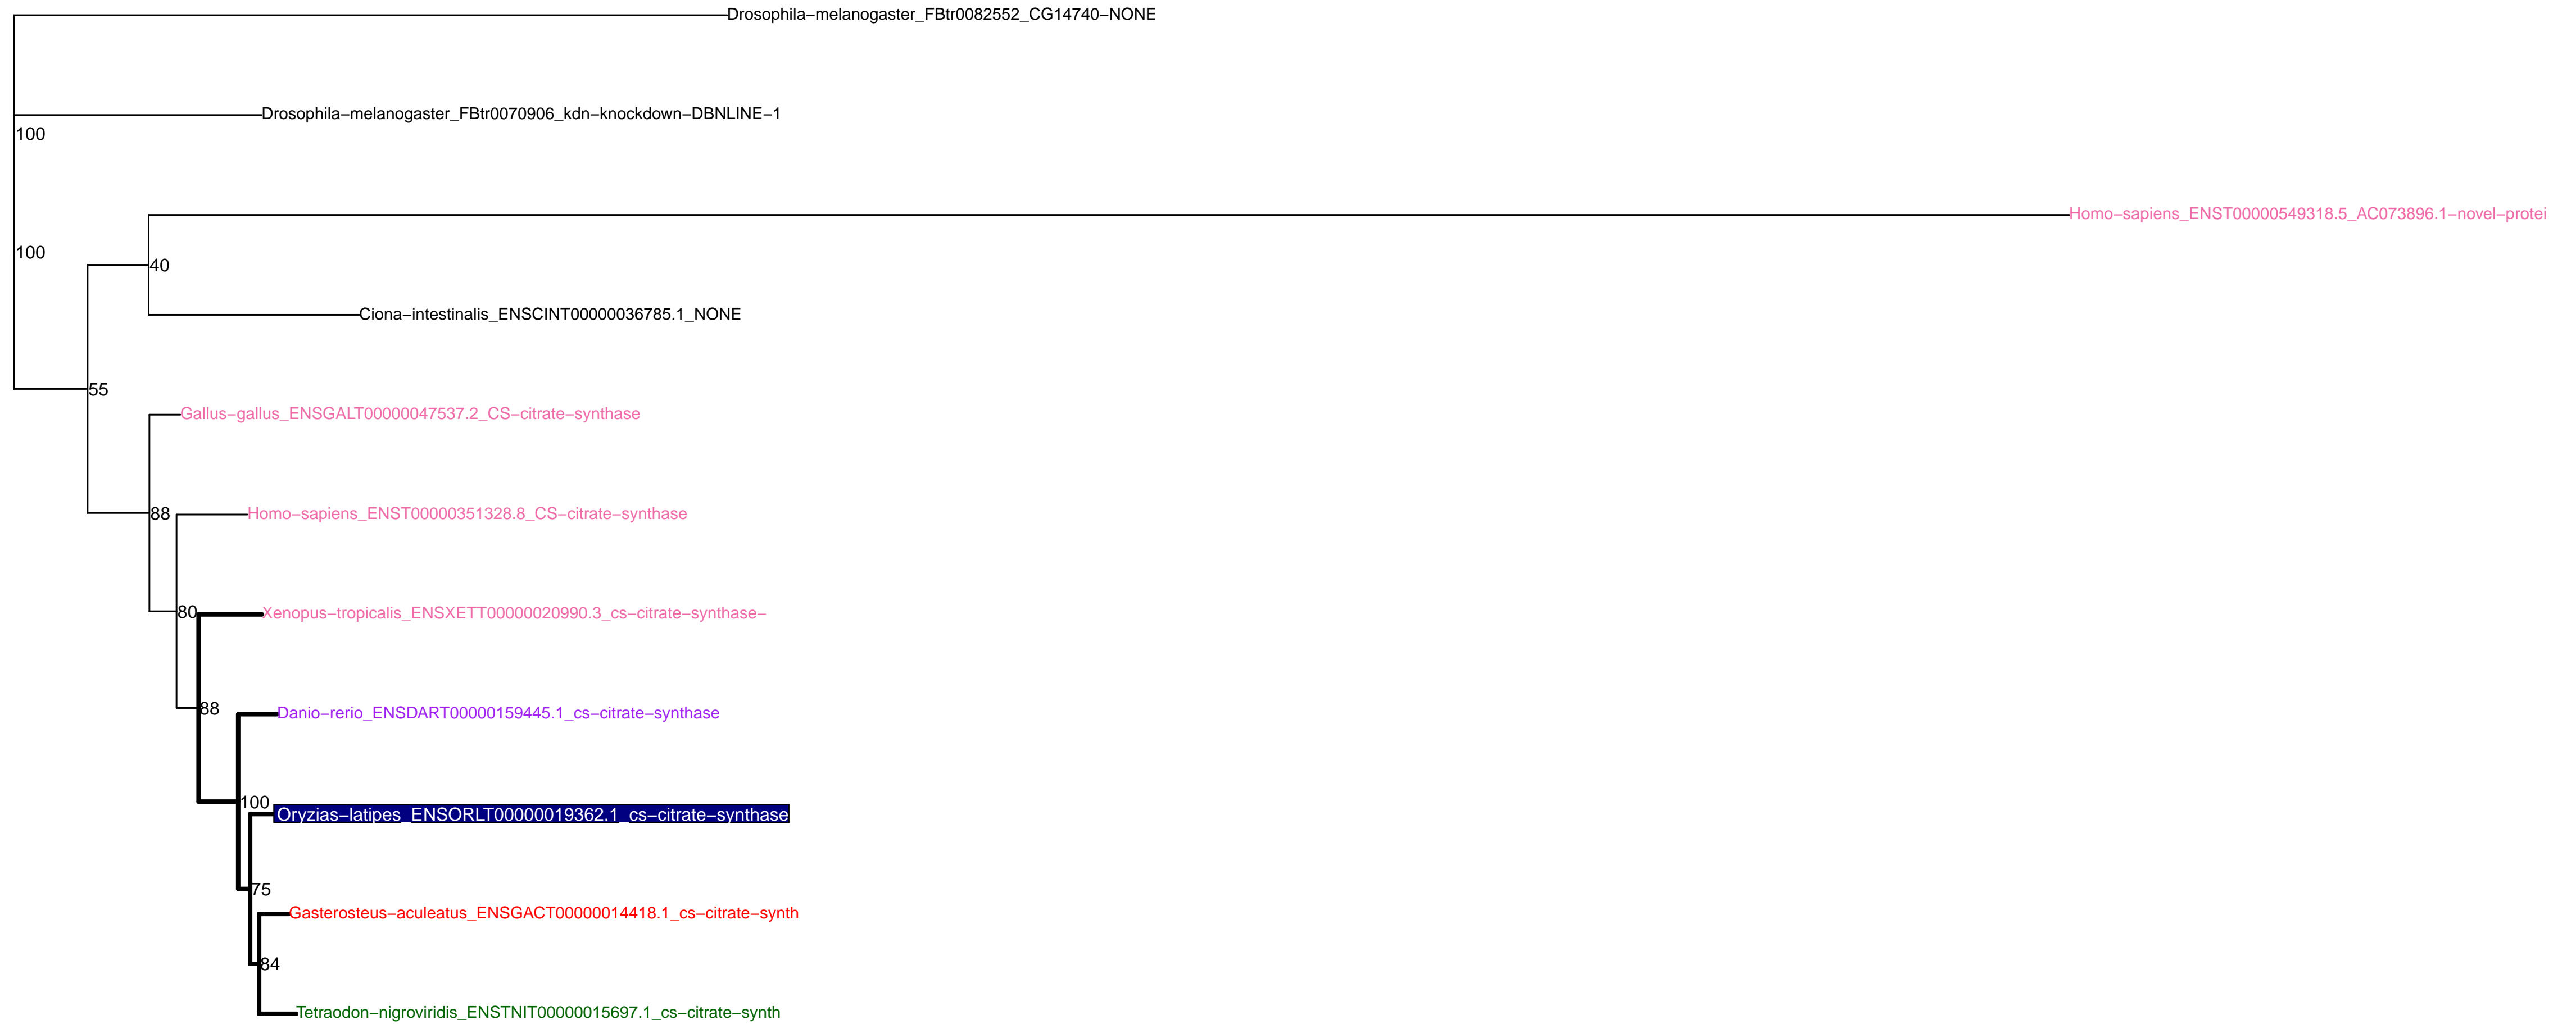 Drosophila−melanogaster_FBtr0082552_CG14740−NONE
Drosophila−melanogaster_FBtr0070906_kdn−knockdown−DBNLINE−1
100
Homo−sapiens_ENST00000549318.5_AC073896.1−novel−protei
100
40
Ciona−intestinalis_ENSCINT00000036785.1_NONE
55
Gallus−gallus_ENSGALT00000047537.2_CS−citrate−synthase
88
Homo−sapiens_ENST00000351328.8_CS−citrate−synthase
80
Xenopus−tropicalis_ENSXETT00000020990.3_cs−citrate−synthase−
88
Danio−rerio_ENSDART00000159445.1_cs−citrate−synthase
100
Oryzias−latipes_ENSORLT00000019362.1_cs−citrate−synthase
75
Gasterosteus−aculeatus_ENSGACT00000014418.1_cs−citrate−synth
84
Tetraodon−nigroviridis_ENSTNIT00000015697.1_cs−citrate−synth